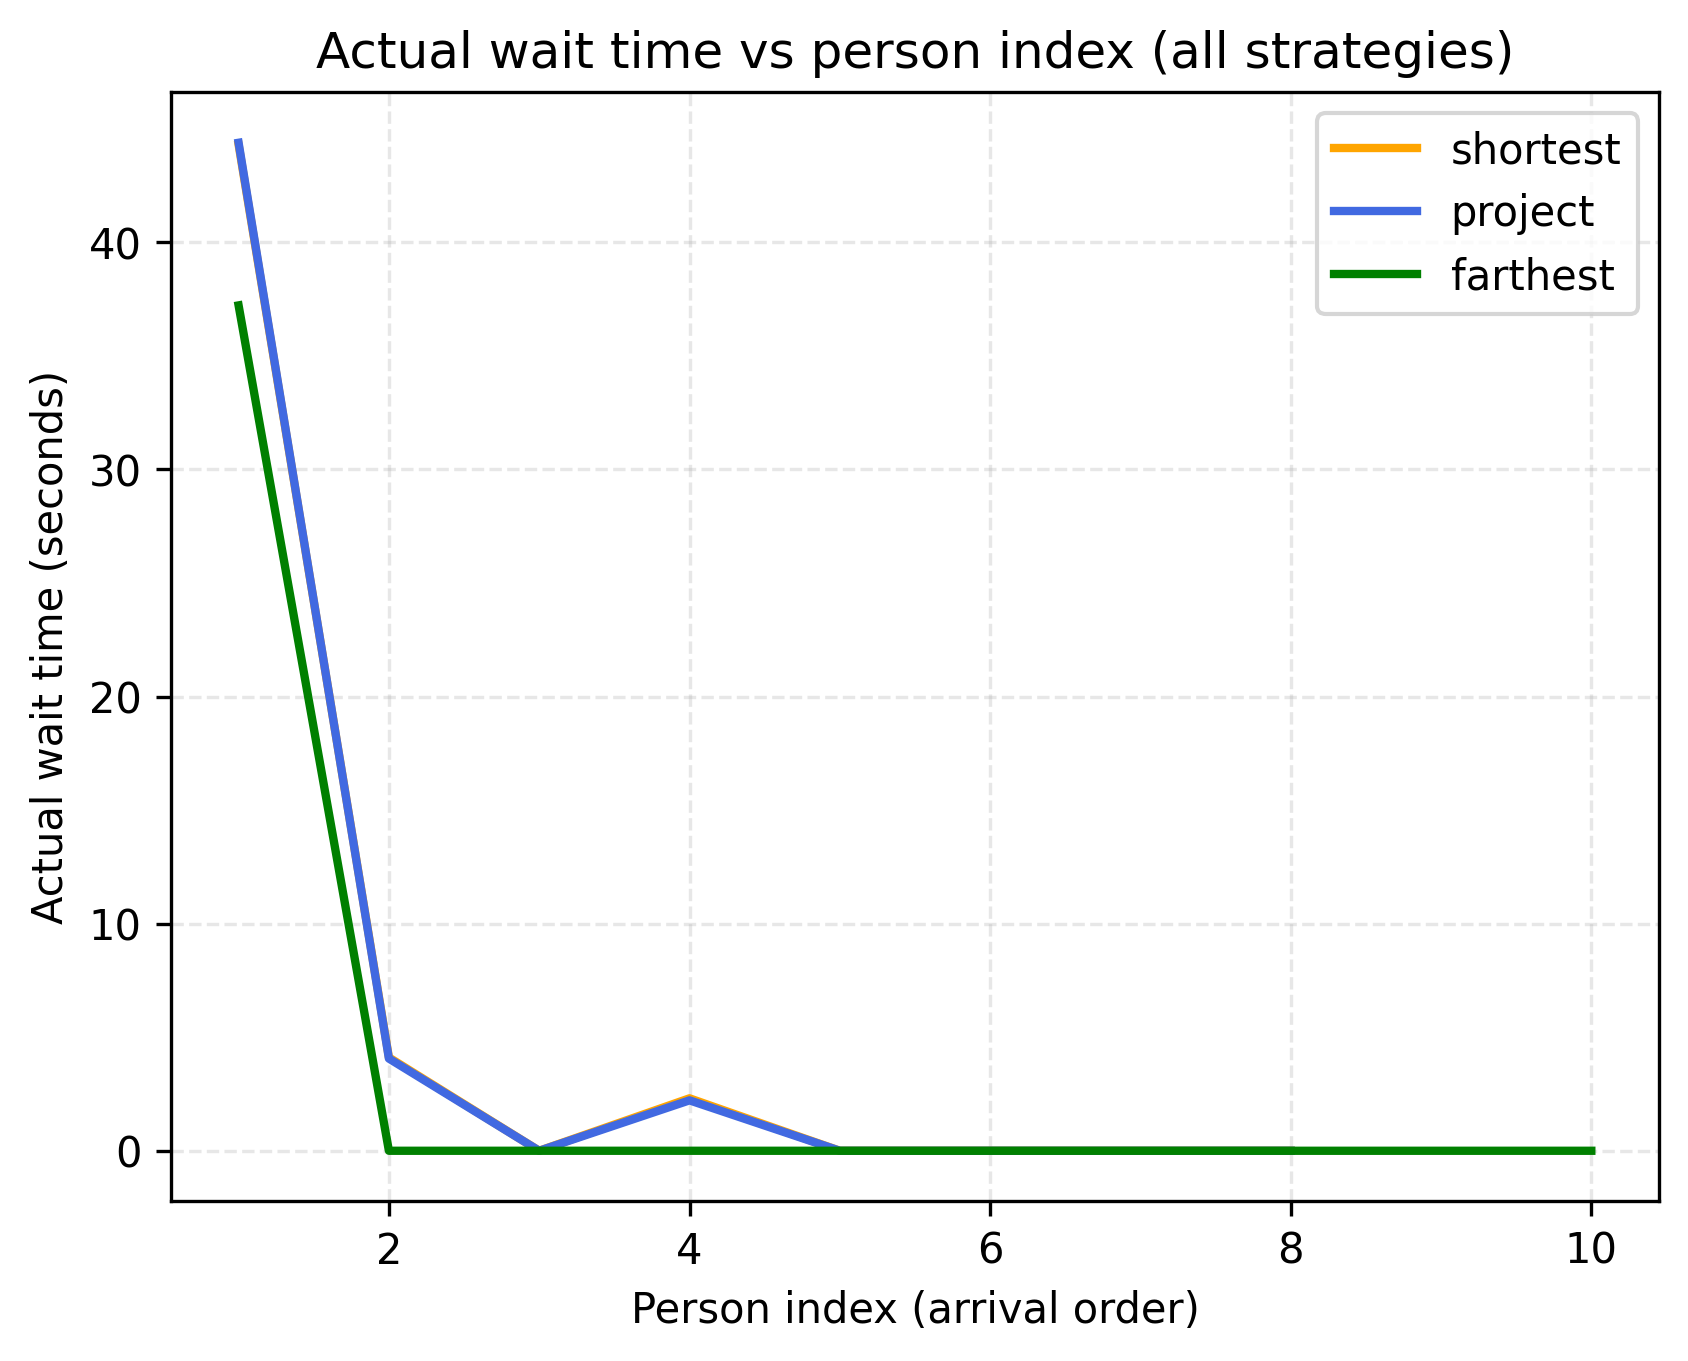 Actual wait time vs person index (all strategies)
shortest
project
farthest
Actual wait time (seconds)
40
30
20
10
0
2 4 6 8 10
Person index (arrival order)